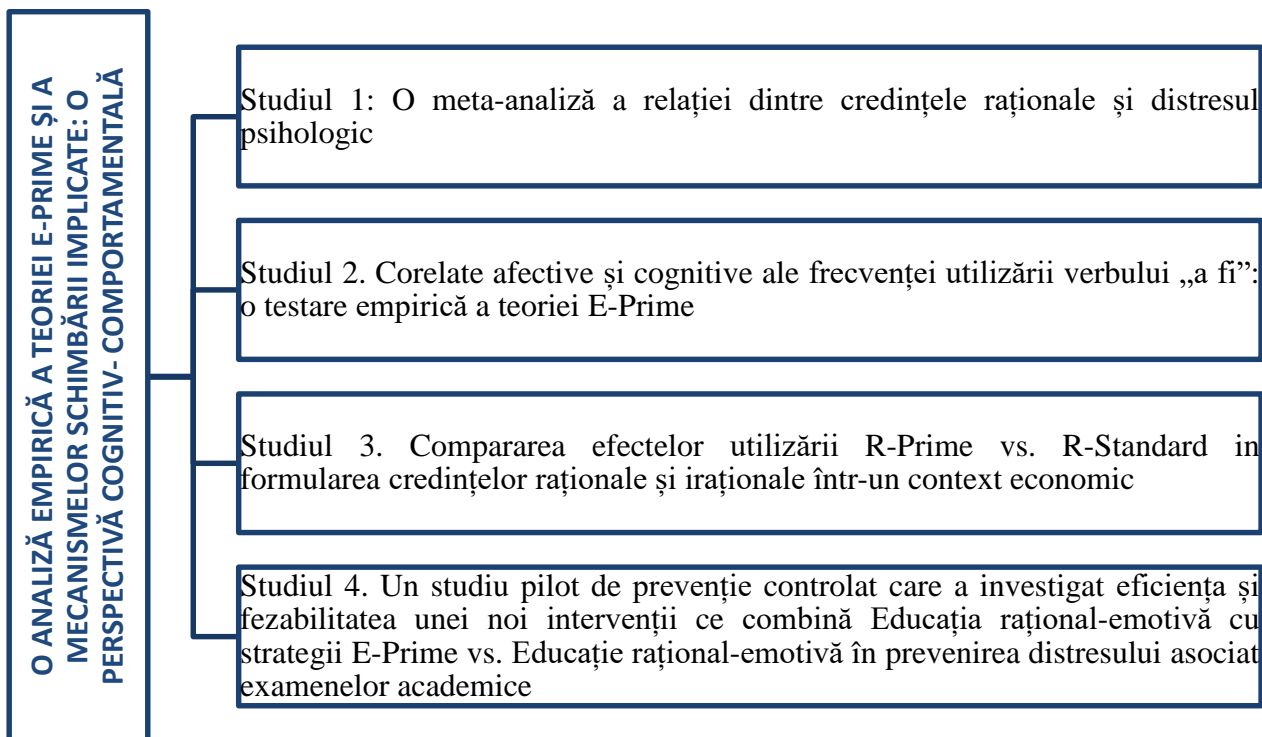 O ANALIZĂ EMPIRICĂ A TEORIEI E-PRIME ȘI A
MECANISMELOR SCHIMBĂRII IMPLICATE: O
PERSPECTIVĂ COGNITIV- COMPORTAMENTALĂ
Studiul 1: O meta-analiză a relației dintre credințele raționale și distresul
psihologic
Studiul 2. Corelate afective și cognitive ale frecvenței utilizării verbului „a fi”:
o testare empirică a teoriei E-Prime
Studiul 3. Compararea efectelor utilizării R-Prime vs. R-Standard in
formularea credințelor raționale și iraționale într-un context economic
Studiul 4. Un studiu pilot de prevenție controlat care a investigat eficiența și
fezabilitatea unei noi intervenții ce combină Educația rațional-emotivă cu
strategii E-Prime vs. Educație rațional-emotivă în prevenirea distresului asociat
examenelor academice